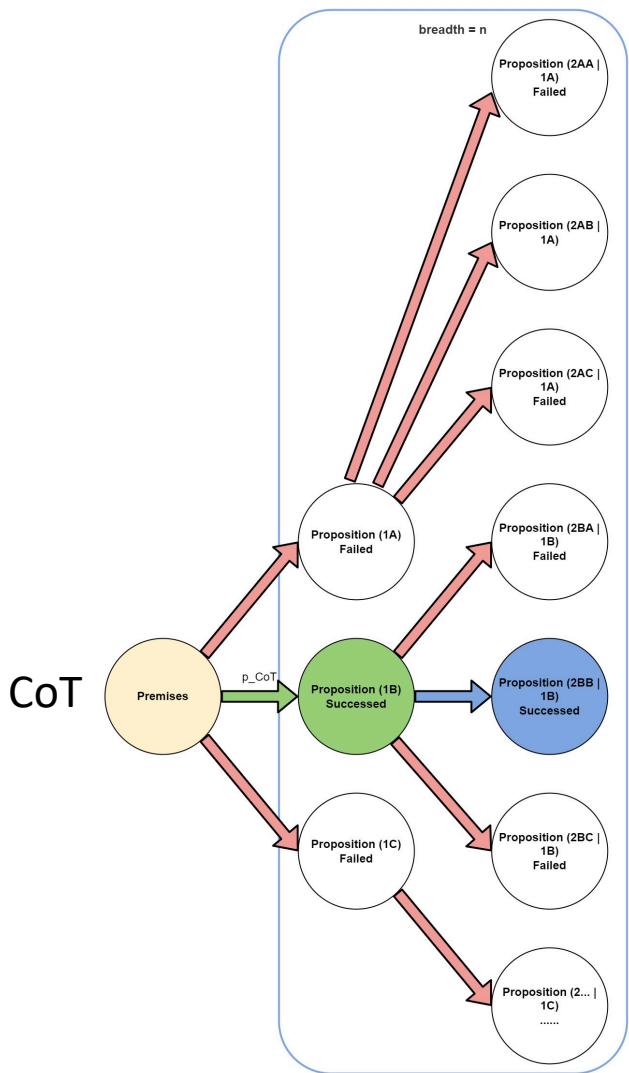 breadth = n
Proposition (2AA |
1A)
Failed
Proposition (2AB |
1A)
Proposition (2AC |
1A)
Failed
Proposition (1A)
Failed
Proposition (2BA |
1B)
Failed
CoT
Premises
p_CoT
Proposition (1B)
Successed
Proposition (2BB |
1B)
Successed
Proposition (1C)
Failed
Proposition (2BC |
1B)
Failed
Proposition (2... |
1C)
......